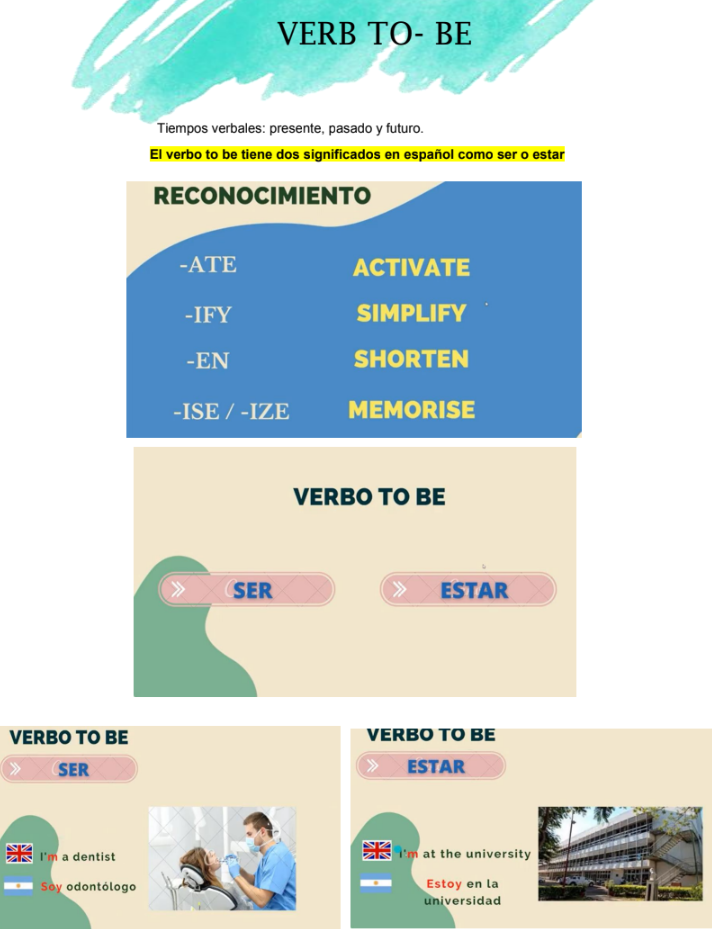 VERB TO- BE
Tiempos verbales: presente, pasado y futuro.
El verbo to be tiene dos significados en español como ser o estar
RECONOCIMIENTO
-ATE ACTIVATE
-IFY SIMPLIFY
-EN SHORTEN
-ISE / -IZE MEMORISE
VERBO TO BE
SER ESTAR
VERBO TO BE
SER
I'm a dentist
Soy odontólogo
VERBO TO BE
ESTAR
I'm at the university
Estoy en la
universidad